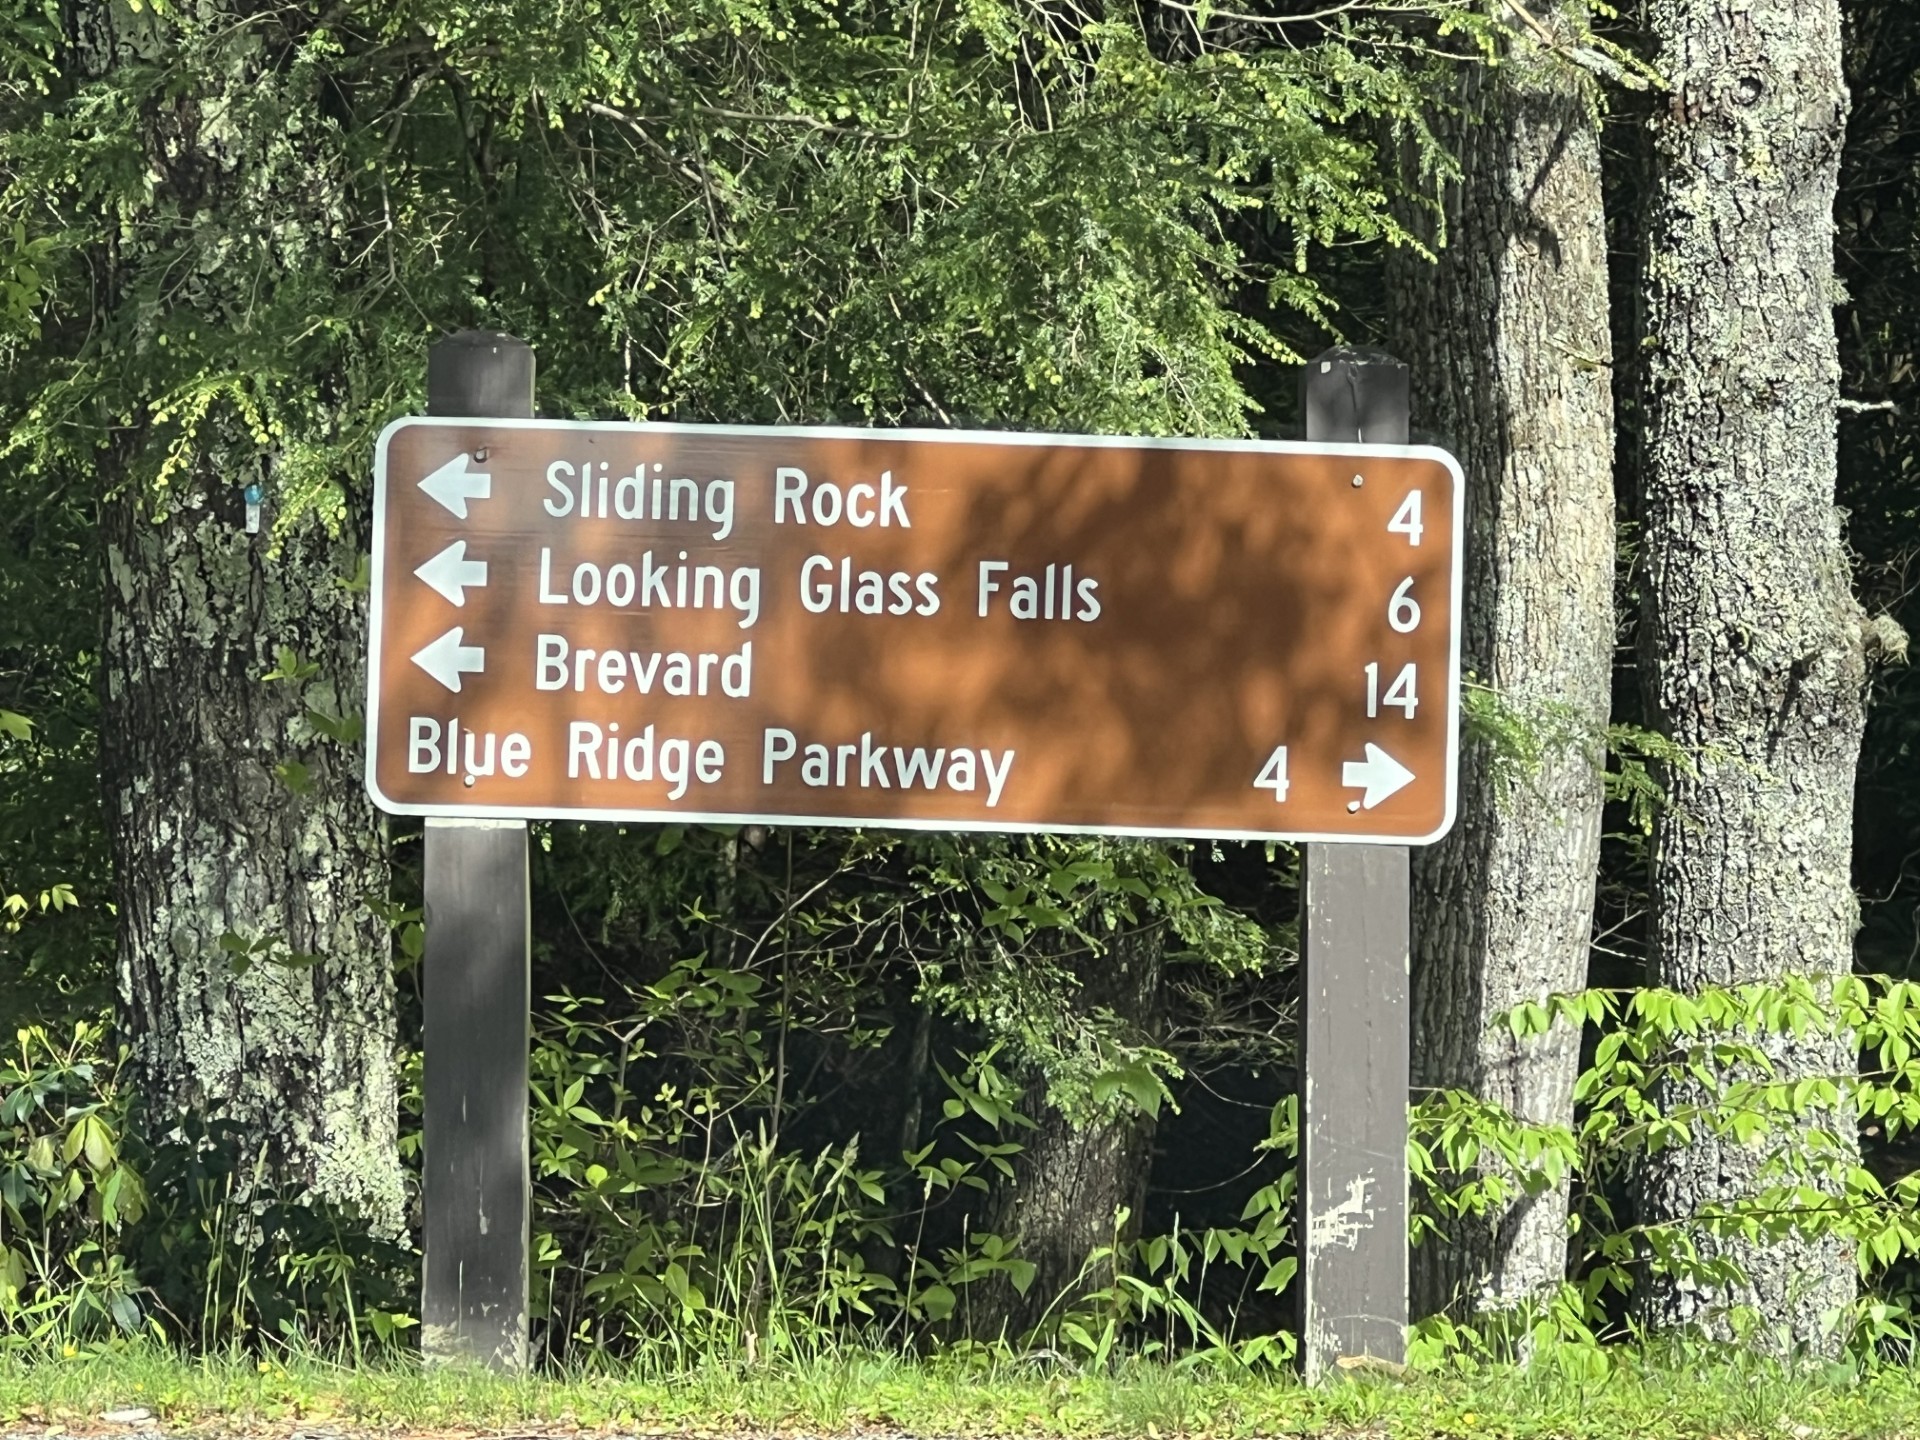 ← Sliding Rock 4
← Looking Glass Falls 6
← Brevard 14
Blue Ridge Parkway 4 →